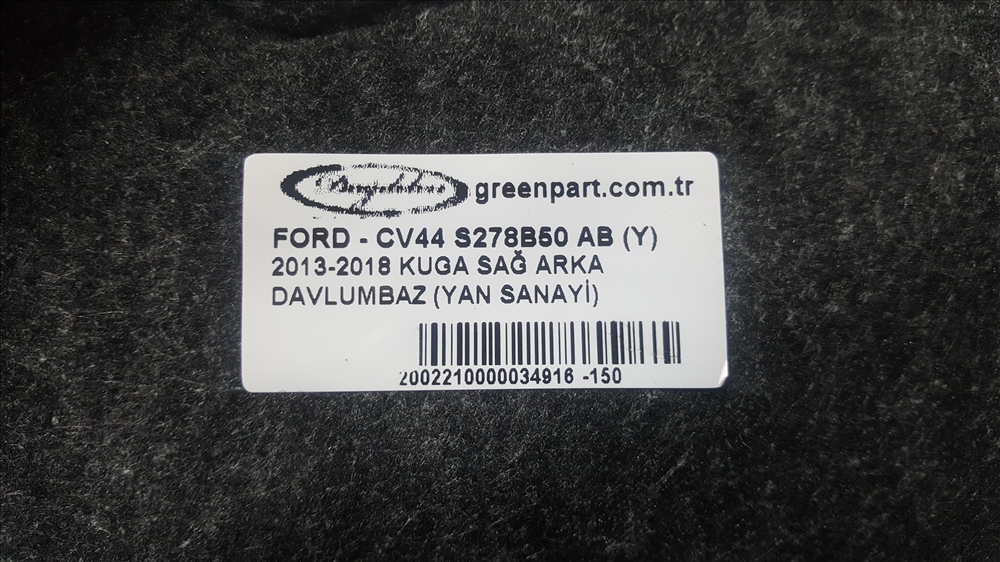 greenpart.com.tr
FORD - CV44 S278B50 AB (Y)
2013-2018 KUGA SAĞ ARKA
DAVLUMBAZ (YAN SANAYİ)
2002210000034916 -150